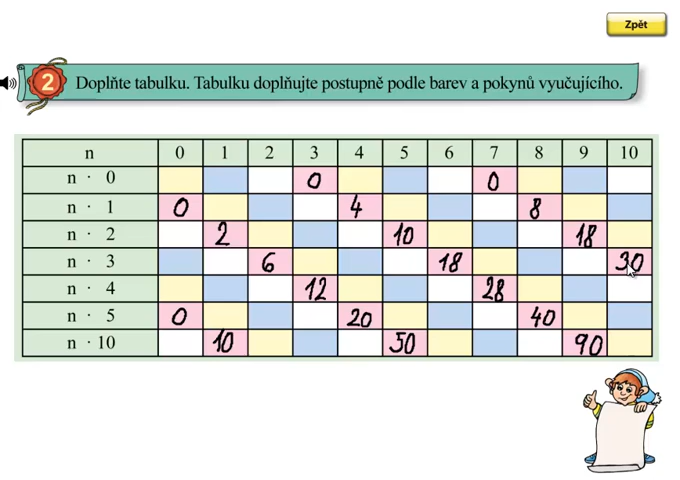 Zpět
2 Doplňte tabulku. Tabulku doplňujte postupně podle barev a pokynů vyučujícího.
n 0 1 2 3 4 5 6 7 8 9 10
n · 0 0 0
n · 1 0 4 8
n · 2 2 10 18
n · 3 6 18 30
n · 4 12 28
n · 5 0 20 40
n · 10 10 50 90